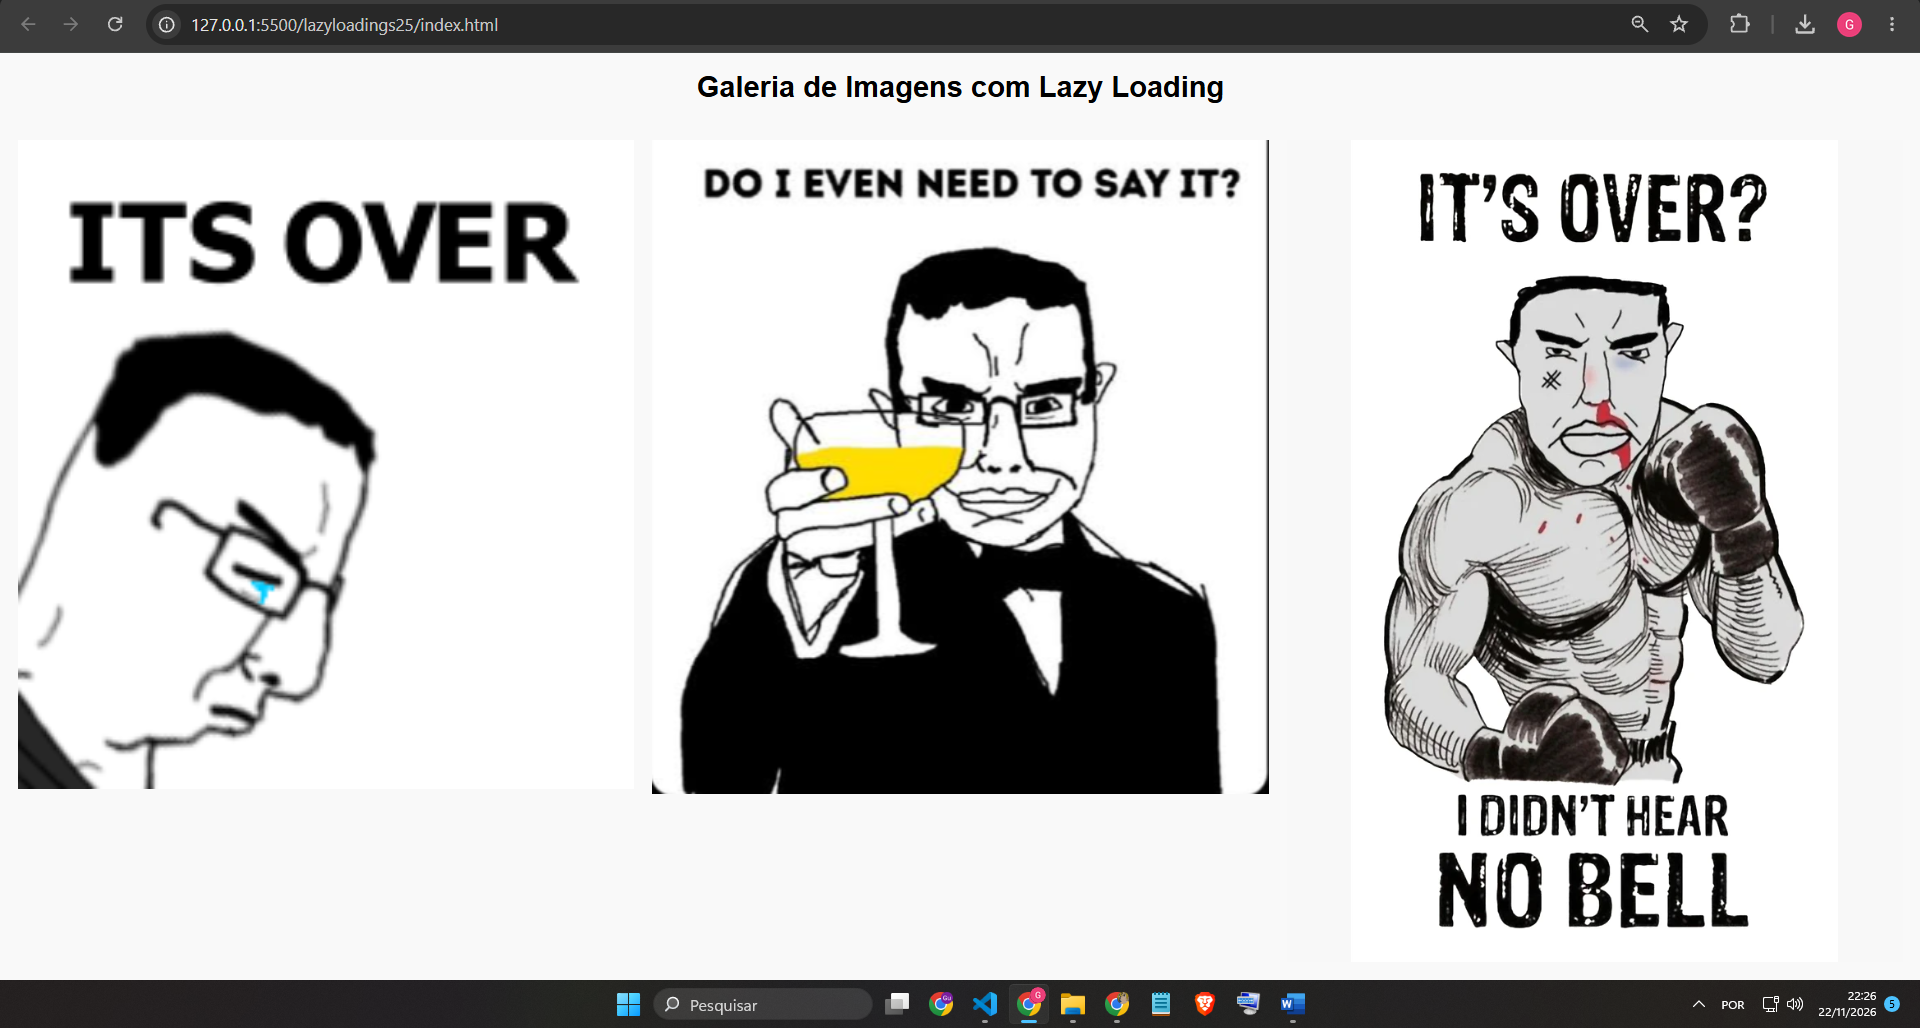 127.0.0.1:5500/lazyloadings25/index.html
G
Galeria de Imagens com Lazy Loading
ITS OVER
DO I EVEN NEED TO SAY IT?
IT'S OVER?
I DIDN'T HEAR
NO BELL
Pesquisar
POR
22:26
22/11/2026
5